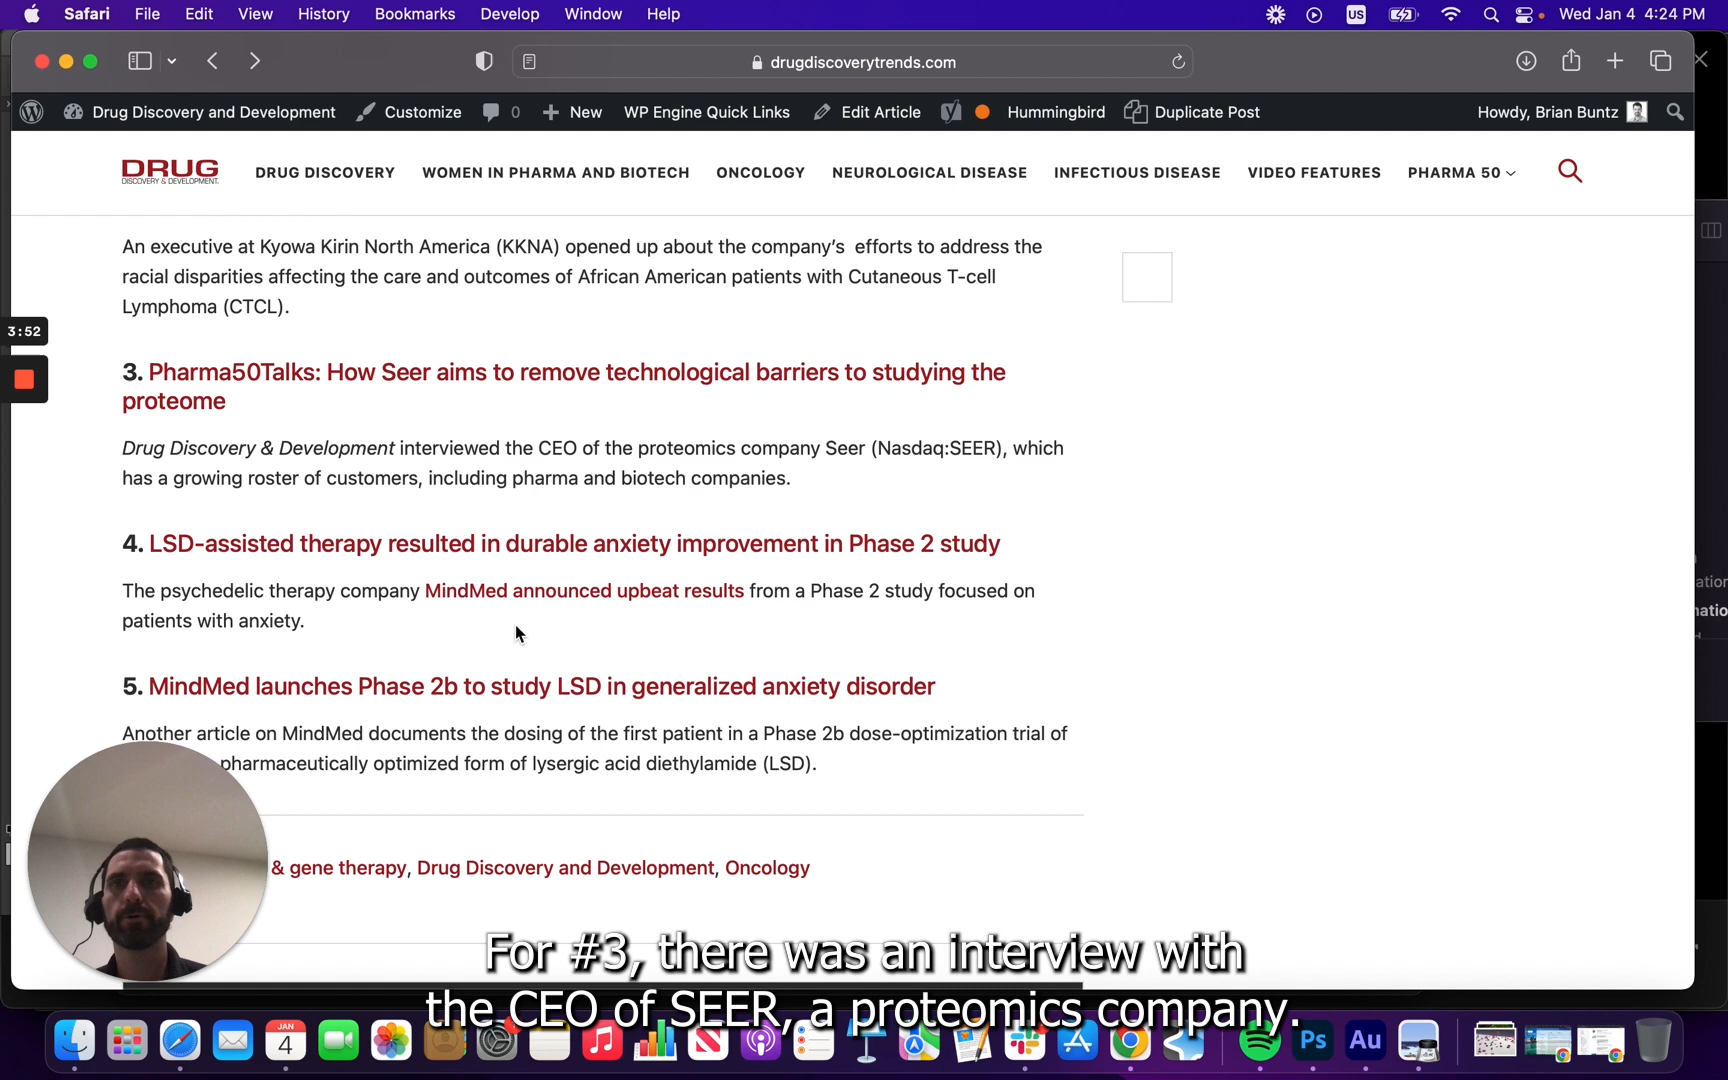 Safari File Edit View History Bookmarks Develop Window Help US Wed Jan 4 4:24 PM
drugdiscoverytrends.com
Drug Discovery and Development Customize 0 New WP Engine Quick Links Edit Article Hummingbird Duplicate Post Howdy, Brian Buntz
DRUG
DISCOVERY & DEVELOPMENT
DRUG DISCOVERY WOMEN IN PHARMA AND BIOTECH ONCOLOGY NEUROLOGICAL DISEASE INFECTIOUS DISEASE VIDEO FEATURES PHARMA 50
An executive at Kyowa Kirin North America (KKNA) opened up about the company’s efforts to address the
racial disparities affecting the care and outcomes of African American patients with Cutaneous T-cell
Lymphoma (CTCL).
3:52
3. Pharma50Talks: How Seer aims to remove technological barriers to studying the
proteome
Drug Discovery & Development interviewed the CEO of the proteomics company Seer (Nasdaq:SEER), which
has a growing roster of customers, including pharma and biotech companies.
4. LSD-assisted therapy resulted in durable anxiety improvement in Phase 2 study
The psychedelic therapy company MindMed announced upbeat results from a Phase 2 study focused on
patients with anxiety.
5. MindMed launches Phase 2b to study LSD in generalized anxiety disorder
Another article on MindMed documents the dosing of the first patient in a Phase 2b dose-optimization trial of
pharmaceutically optimized form of lysergic acid diethylamide (LSD).
& gene therapy, Drug Discovery and Development, Oncology
For #3, there was an interview with
the CEO of SEER, a proteomics company.
JAN
4
Ps
Au